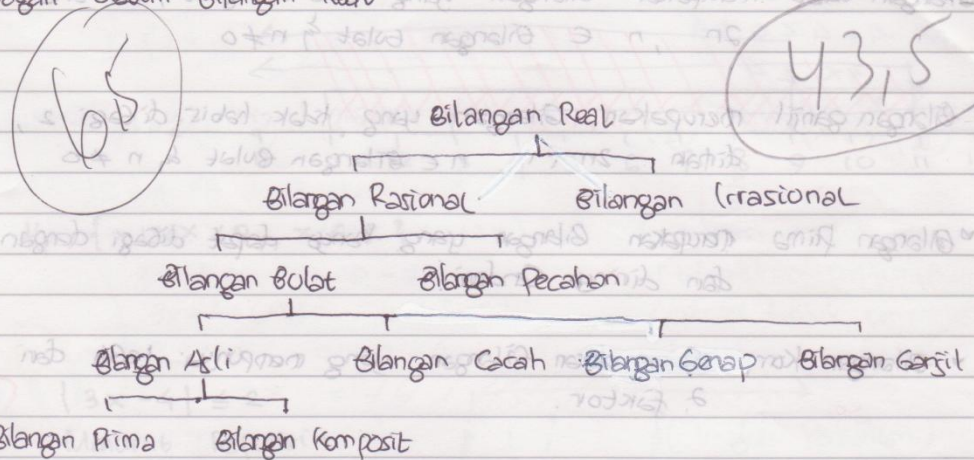 65
43,5
Bilangan Real
Bilangan Rasional Bilangan Irrasional
Bilangan Bulat Bilangan Pecahan
Bilangan Asli Bilangan Cacah Bilangan Genap Bilangan Ganjil
Bilangan Prima Bilangan Komposit